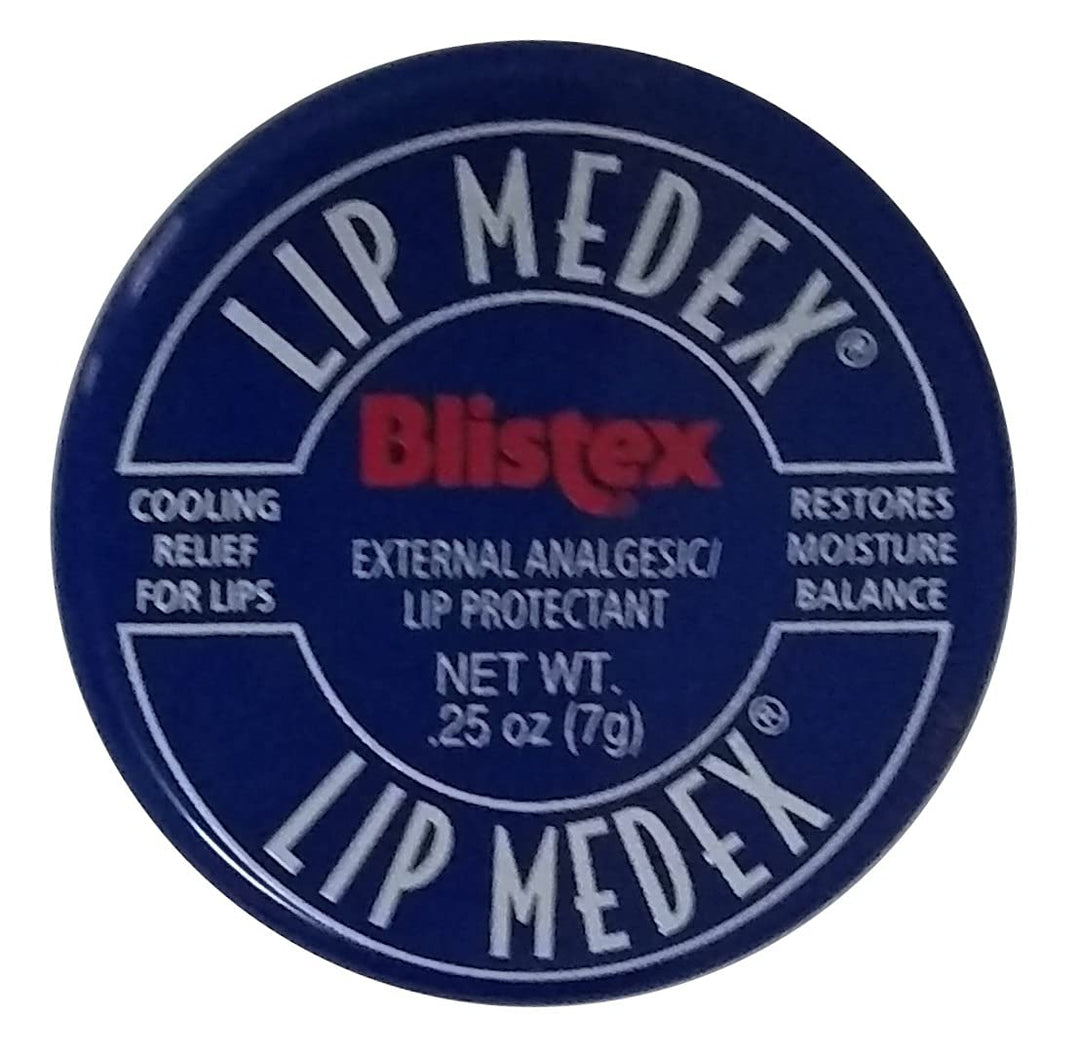 LIP MEDEX®
Blistex
COOLING
RELIEF
FOR LIPS
EXTERNAL ANALGESIC/
LIP PROTECTANT
RESTORES
MOISTURE
BALANCE
NET WT.
.25 oz (7g)
LIP MEDEX®